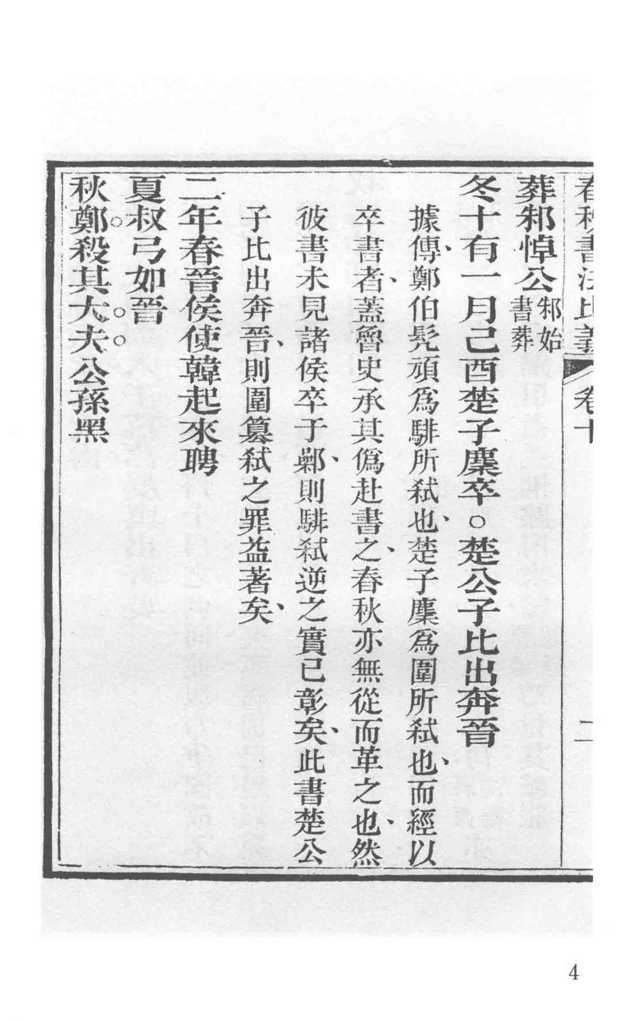 春秋書法比義 卷十 二
葬邾悼公邾始書葬
冬十有一月己酉楚子麇卒○楚公子比出奔晉
據傳、鄭伯髠頑爲騑所弒也、楚子麇爲圍所弒也、而經以
卒書者、蓋魯史承其僞赴書之、春秋亦無從而革之也、然
彼書未見諸侯卒于鄵、則騑弒逆之實已彰矣、此書楚公
子比出奔晉、則圍篡弒之罪益著矣、
二年春晉侯使韓起來聘
夏叔弓如晉
秋鄭殺其大夫公孫黑
4